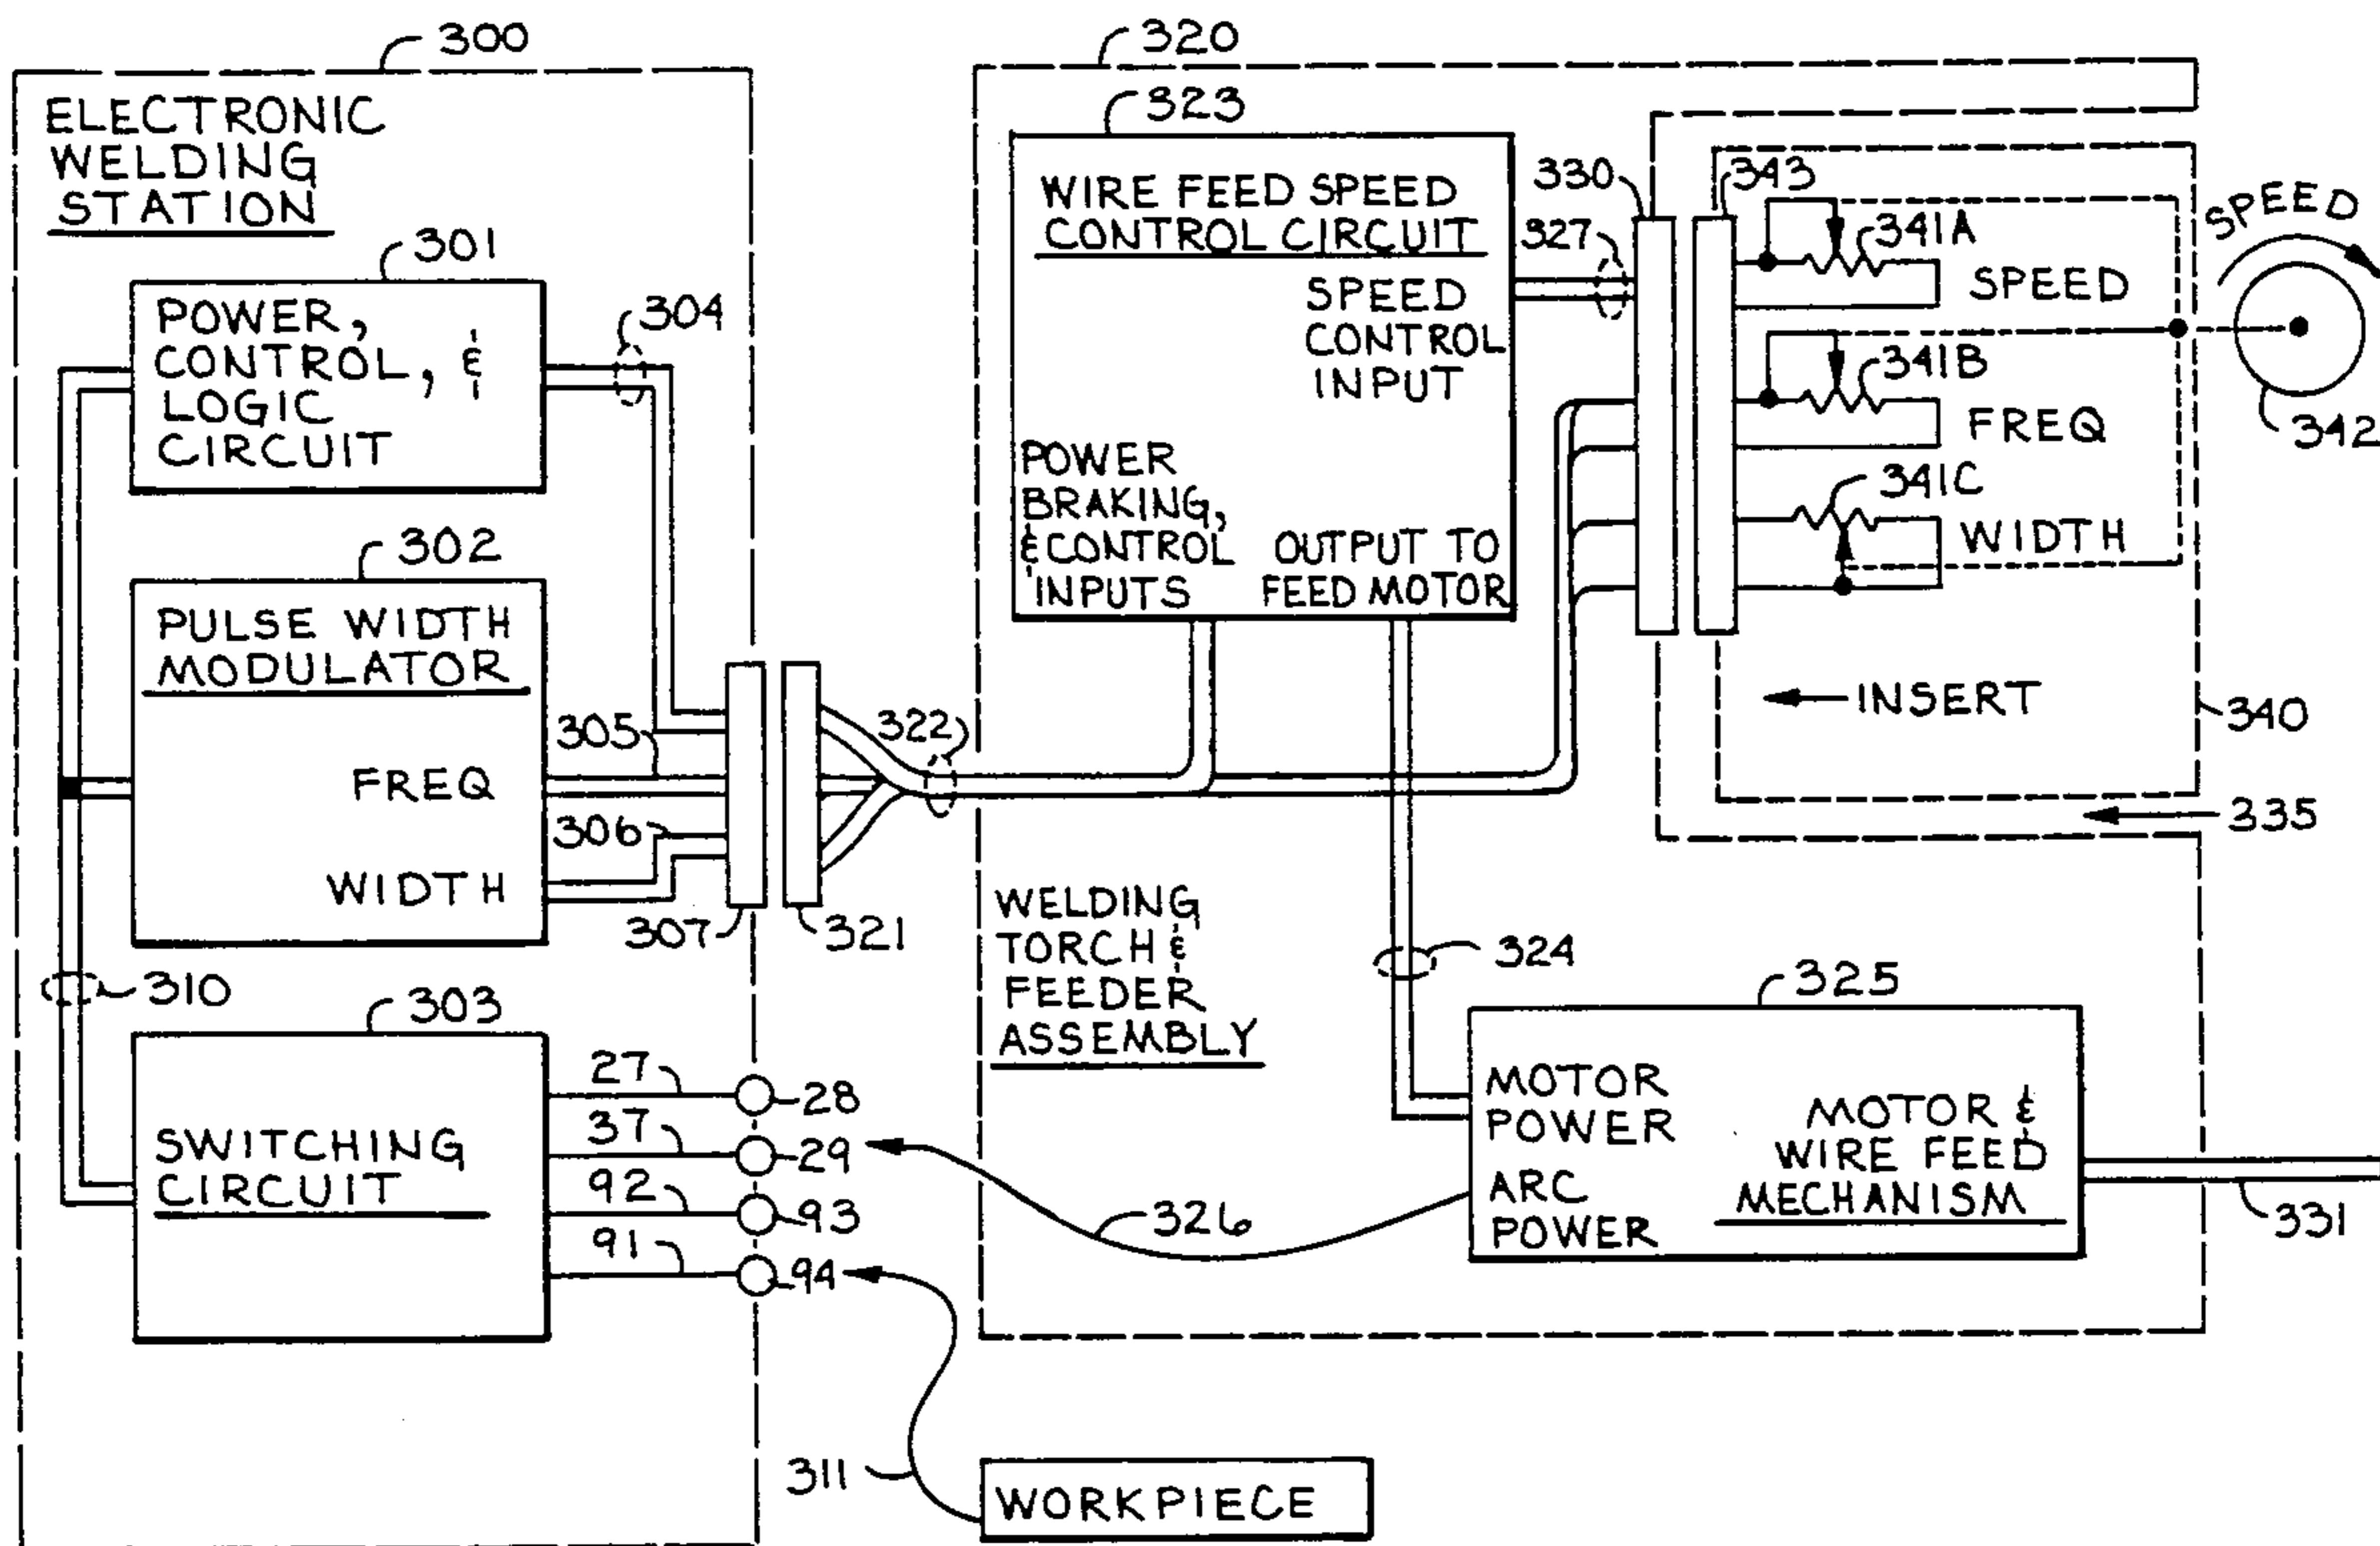 300
ELECTRONIC
WELDING
STATION
301
POWER,
CONTROL, &
LOGIC
CIRCUIT
304
302
PULSE WIDTH
MODULATOR
305
FREQ
306
WIDTH
307
321
322
310
303
SWITCHING
CIRCUIT
27
28
37
29
92
93
91
94
311
WORKPIECE
320
323
WIRE FEED SPEED
CONTROL CIRCUIT
SPEED
CONTROL
INPUT
POWER
BRAKING,
& CONTROL
INPUTS
OUTPUT TO
FEED MOTOR
327
330
343
341A
SPEED
341B
FREQ
341C
WIDTH
SPEED
342
INSERT
340
335
WELDING
TORCH &
FEEDER
ASSEMBLY
324
325
MOTOR
POWER
ARC
POWER
MOTOR &
WIRE FEED
MECHANISM
326
331